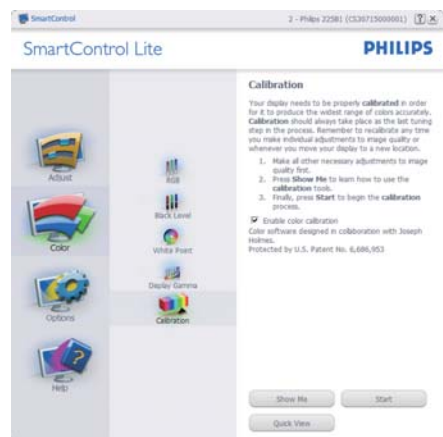 SmartControl
2 - Philips 225B1 (CS30715000001)
SmartControl Lite
PHILIPS
Adjust
Color
Options
Help
RGB
Black Level
White Point
Display Gamma
Calibration
Calibration
Your display needs to be properly calibrated in order
for it to produce the widest range of colors accurately.
Calibration should always take place as the last tuning
step in the process. Remember to recalibrate any time
you make individual adjustments to image quality or
whenever you move your display to a new location.
1. Make all other necessary adjustments to image
quality first.
2. Press Show Me to learn how to use the
calibration tools.
3. Finally, press Start to begin the calibration
process.
Enable color calibration
Color software designed in collaboration with Joseph
Holmes.
Protected by U.S. Patent No. 6,686,953
Show Me
Start
Quick View